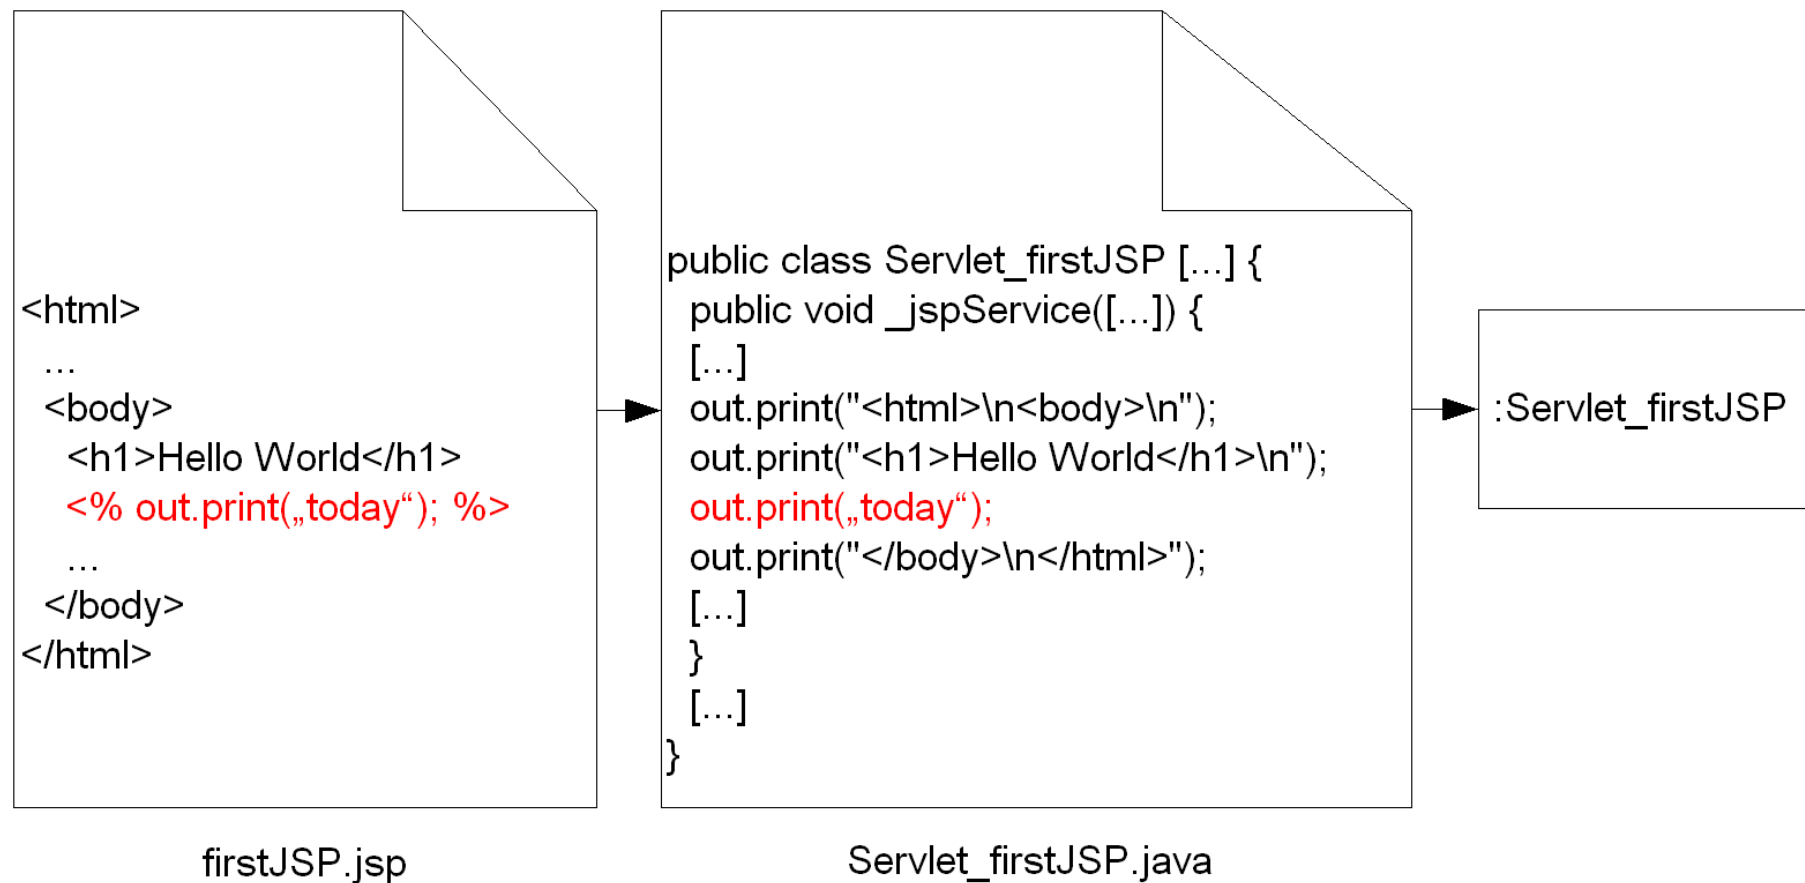 <html>
...
<body>
<h1>Hello World</h1>
<% out.print(„today“); %>
...
</body>
</html>
firstJSP.jsp
public class Servlet_firstJSP [...] {
public void _jspService([...]) {
[...]
out.print("<html>\n<body>\n");
out.print("<h1>Hello World</h1>\n");
out.print(„today“);
out.print("</body>\n</html>");
[...]
}
[...]
}
Servlet_firstJSP.java
:Servlet_firstJSP